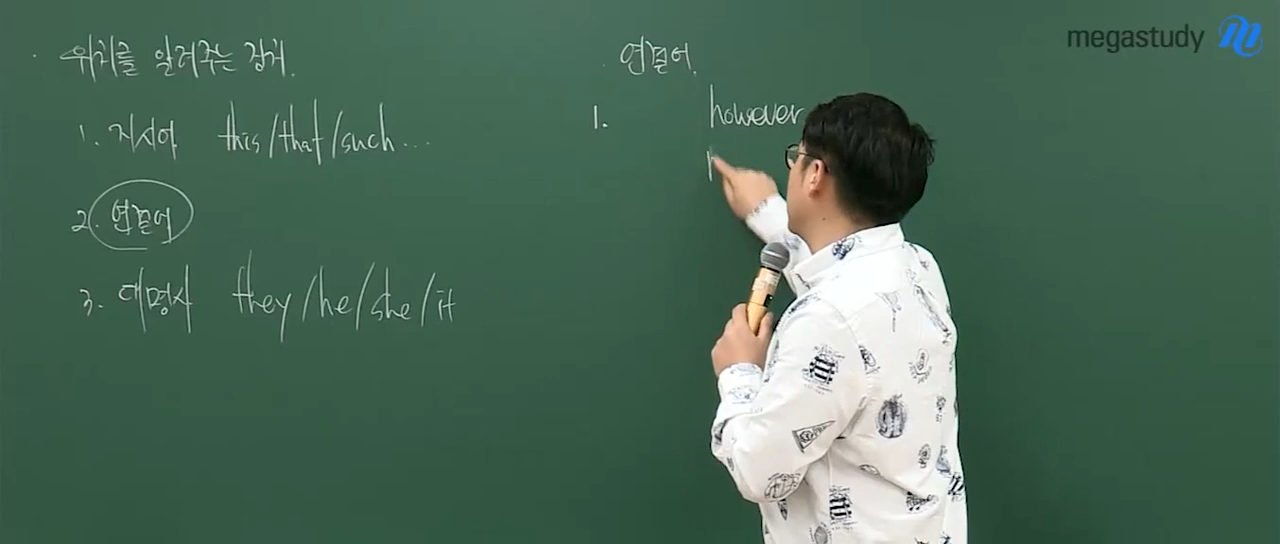 위치를 알려주는 장치.
1. 지시어 this/that/such...
2. 연결어
3. 대명사 they/he/she/it
연결어.
1. however
megastudy